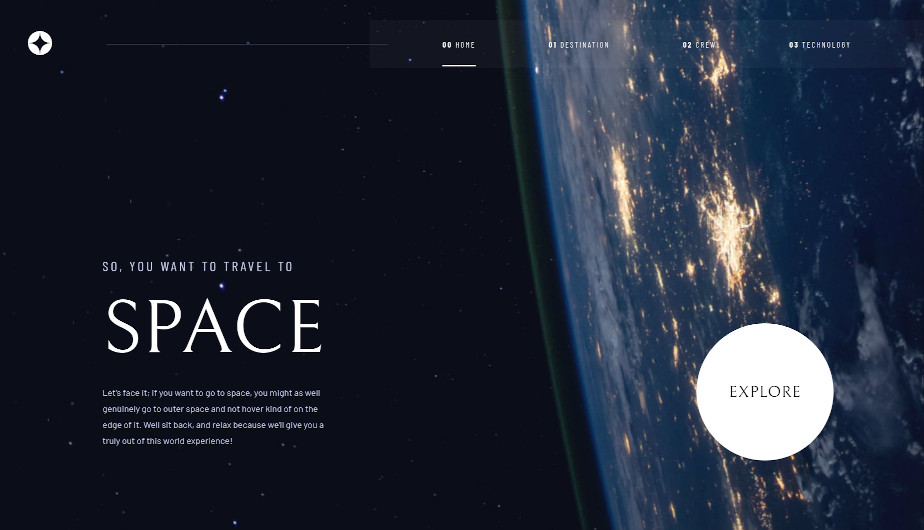 00 HOME
01 DESTINATION
02 CREW
03 TECHNOLOGY
SO, YOU WANT TO TRAVEL TO
SPACE
Let's face it; if you want to go to space, you might as well
genuinely go to outer space and not hover kind of on the
edge of it. Well sit back, and relax because we'll give you a
truly out of this world experience!
EXPLORE